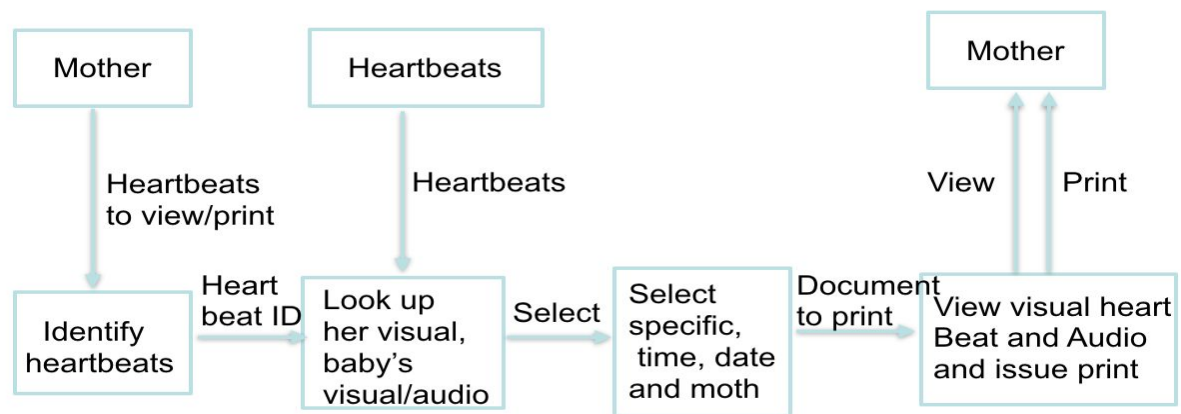 Mother
Heartbeats
Mother
Heartbeats
to view/print
Heartbeats
View
Print
Identify
heartbeats
Heart
beat ID
Look up
her visual,
baby's
visual/audio
Select
Select
specific,
time, date
and moth
Document
to print
View visual heart
Beat and Audio
and issue print